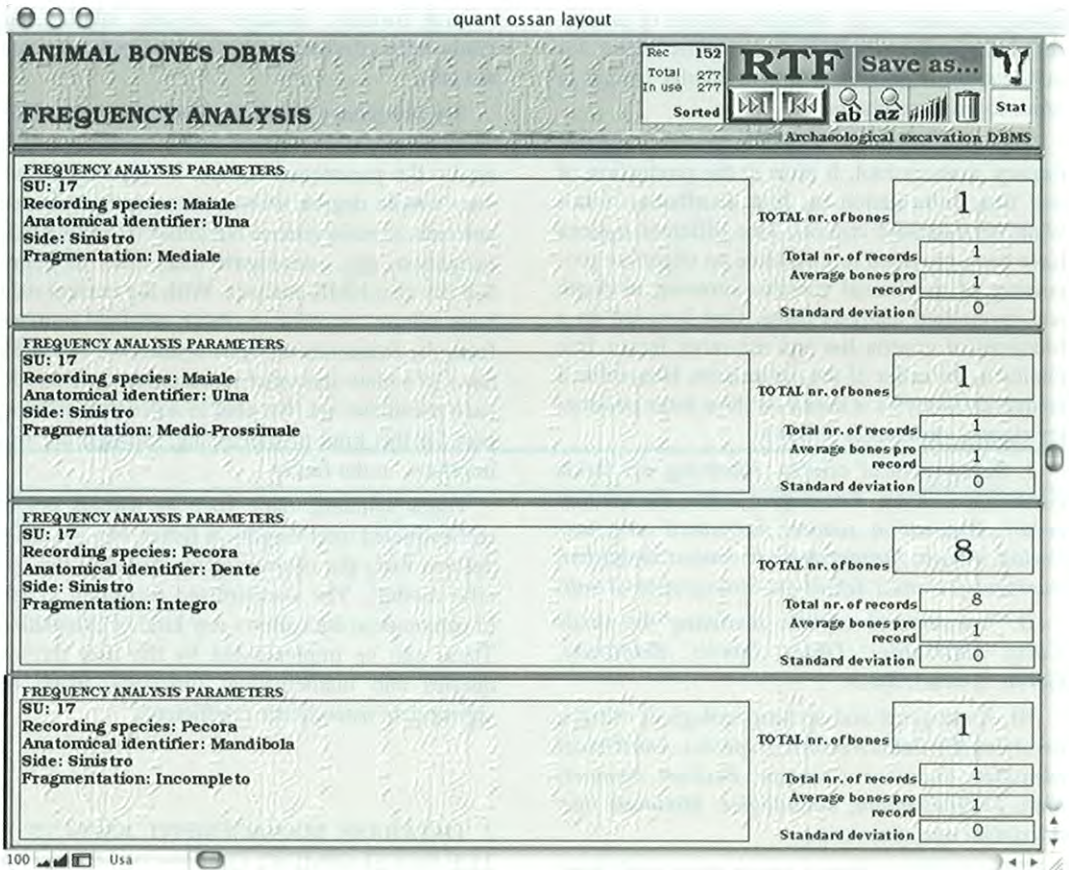 quant ossan layout
ANIMAL BONES DBMS
FREQUENCY ANALYSIS
Rec 152
Total 277
In use 277
Sorted
RTF
Save as...
ab
az
Stat
Archaeological excavation DBMS
FREQUENCY ANALYSIS PARAMETERS
SU: 17
Recording species: Maiale
Anatomical identifier: Ulna
Side: Sinistro
Fragmentation: Mediale
TOTAL nr. of bones 1
Total nr. of records 1
Average bones pro
record 1
Standard deviation 0
FREQUENCY ANALYSIS PARAMETERS
SU: 17
Recording species: Maiale
Anatomical identifier: Ulna
Side: Sinistro
Fragmentation: Medio-Prossimale
TOTAL nr. of bones 1
Total nr. of records 1
Average bones pro
record 1
Standard deviation 0
FREQUENCY ANALYSIS PARAMETERS
SU: 17
Recording species: Pecora
Anatomical identifier: Dente
Side: Sinistro
Fragmentation: Integro
TOTAL nr. of bones 8
Total nr. of records 8
Average bones pro
record 1
Standard deviation 0
FREQUENCY ANALYSIS PARAMETERS
SU: 17
Recording species: Pecora
Anatomical identifier: Mandibola
Side: Sinistro
Fragmentation: Incompleto
TOTAL nr. of bones 1
Total nr. of records 1
Average bones pro
record 1
Standard deviation 0
100 Usa